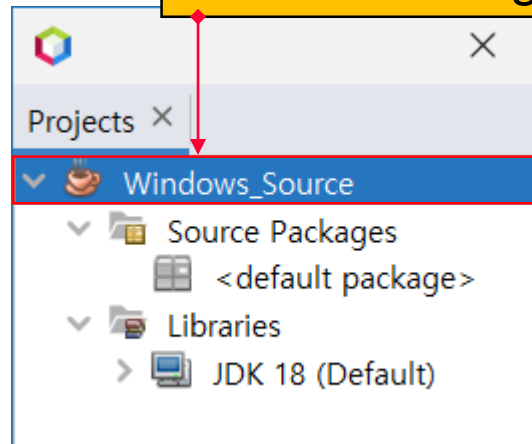 Projects
Windows_Source
Source Packages
<default package>
Libraries
JDK 18 (Default)